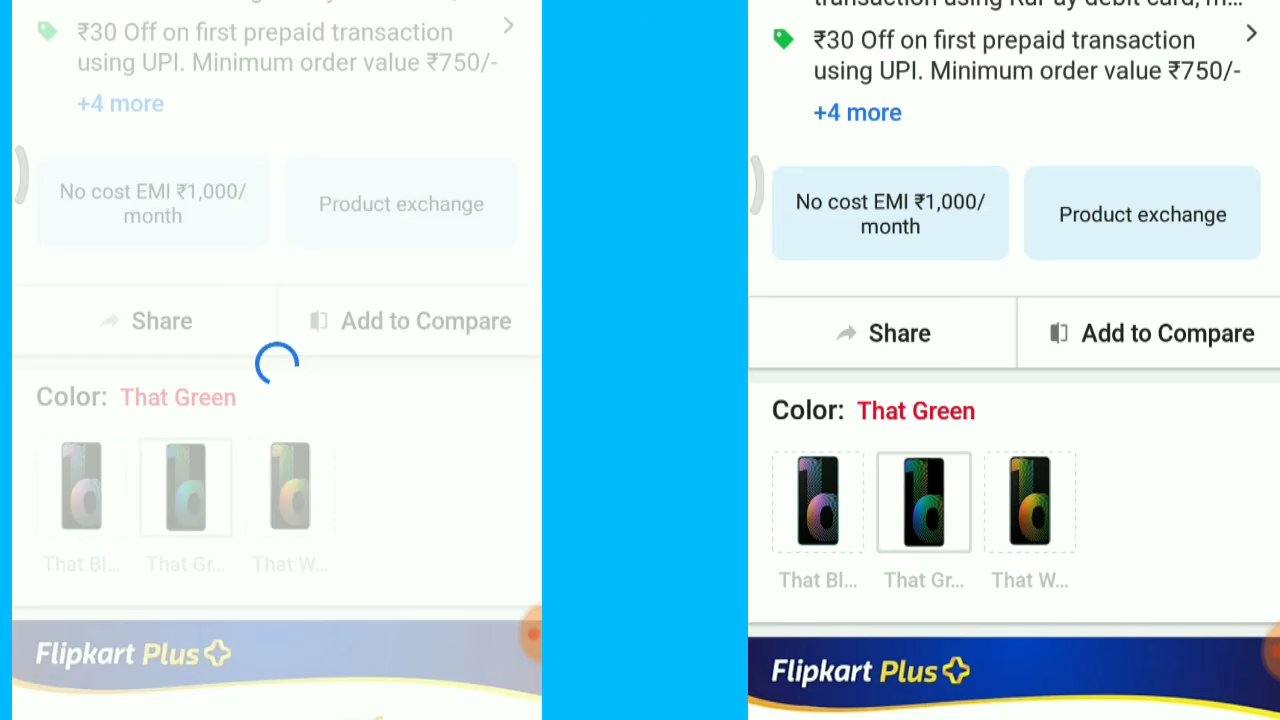 ₹30 Off on first prepaid transaction
using UPI. Minimum order value ₹750/-
+4 more
No cost EMI ₹1,000/
month
Product exchange
Share
Add to Compare
Color: That Green
That Bl...
That Gr...
That W...
Flipkart Plus
₹30 Off on first prepaid transaction
using UPI. Minimum order value ₹750/-
+4 more
No cost EMI ₹1,000/
month
Product exchange
Share
Add to Compare
Color: That Green
That Bl...
That Gr...
That W...
Flipkart Plus